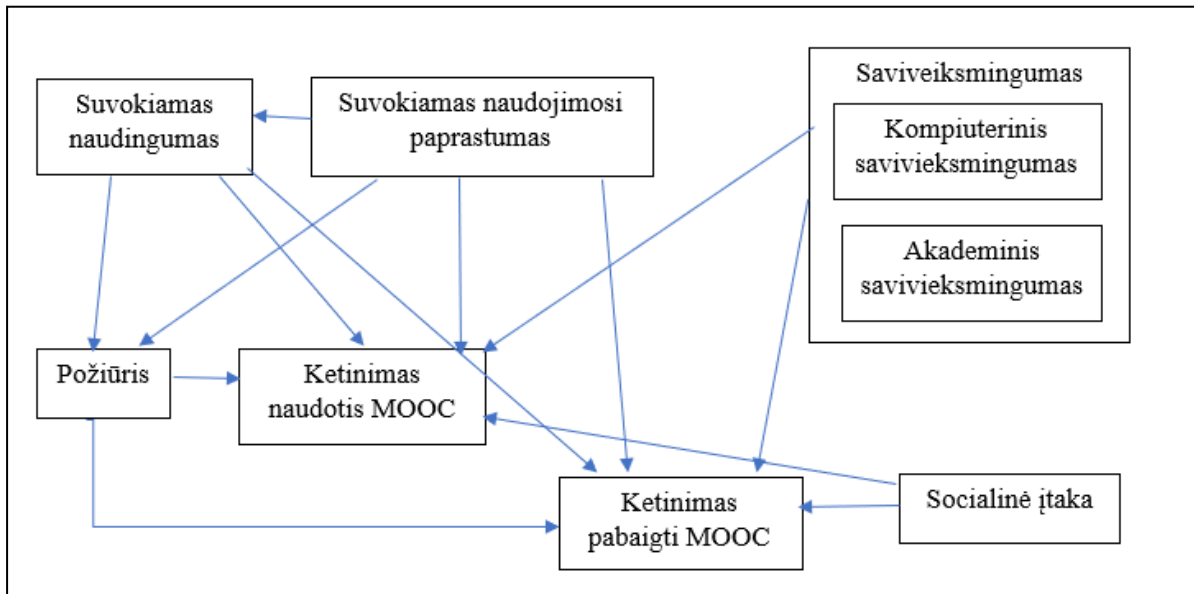 Suvokiamas
naudingumas
Suvokiamas naudojimosi
paprastumas
Saviveiksmingumas
Kompiuterinis
savivieksmingumas
Akademinis
savivieksmingumas
Požiūris
Ketinimas
naudotis MOOC
Ketinimas
pabaigti MOOC
Socialinė įtaka